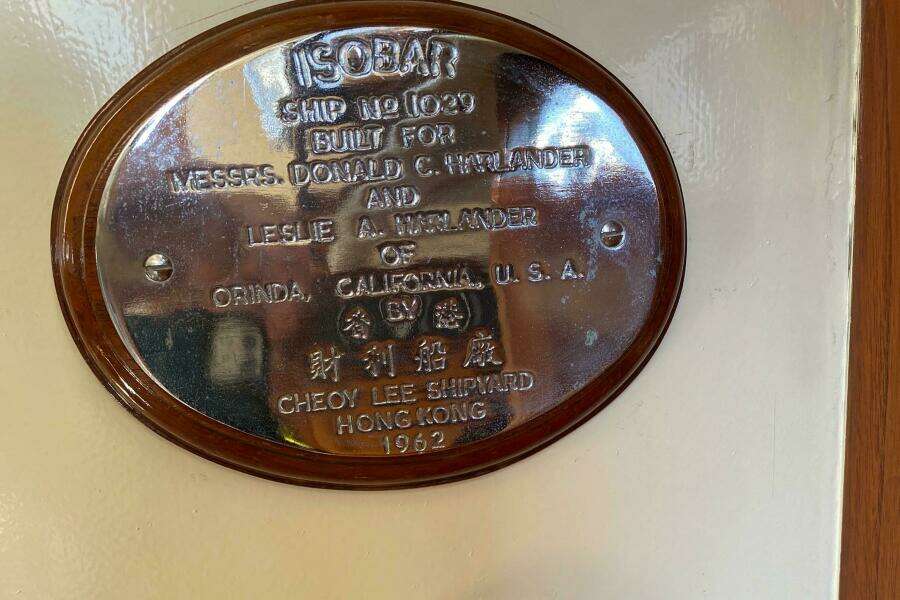 ISOBAR
SHIP NO 1029
BUILT FOR
MESSRS. DONALD C. HARLANDER
AND
LESLIE A. HARLANDER
OF
ORINDA, CALIFORNIA, U. S. A.
BY
香港
財利船廠
CHEOY LEE SHIPYARD
HONG KONG
1962